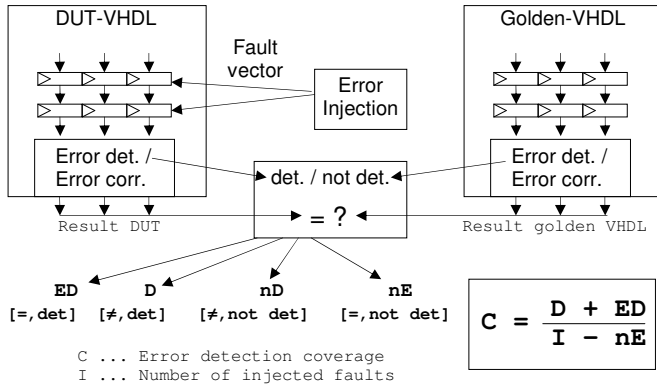 DUT-VHDL
Golden-VHDL
Fault
vector
Error
Injection
Error det. /
Error corr.
det. / not det.
Error det. /
Error corr.
= ?
Result DUT
Result golden VHDL
ED D nD nE
[=,det] [≠,det] [≠,not det] [=,not det]
C = D + ED
I - nE
C ... Error detection coverage
I ... Number of injected faults